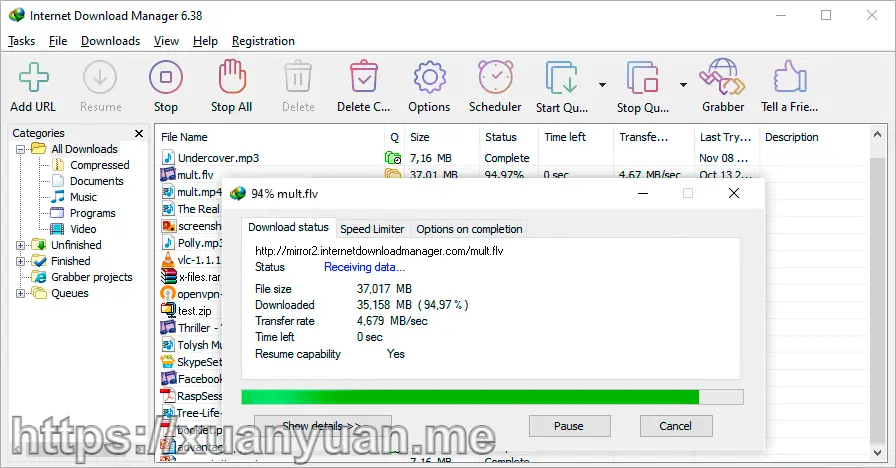 Internet Download Manager 6.38
Tasks File Downloads View Help Registration
Add URL Resume Stop Stop All Delete Delete C... Options Scheduler Start Qu... Stop Qu... Grabber Tell a Frie...
Categories
File Name Q Size Status Time left Transfe... Last Try... Description
All Downloads
Compressed
Documents
Music
Programs
Video
Unfinished
Finished
Grabber projects
Queues
Undercover.mp3 7,16 MB Complete Nov 08 ...
mult.flv 37,01 MB 94,97% 0 sec 4,67 MB/sec Oct 13 2...
mult.mp4
The Real
screensh
Polly.mp3
vlc-1.1.1
x-files.rar
openvpn-
test.zip
Thriller - V
Tolysh Mu
SkypeSet
Facebook
RaspSess
Tree-Life-
booklet.p
advanced
7,16 MB Complete
94% mult.flv
Download status Speed Limiter Options on completion
http://mirror2.internetdownloadmanager.com/mult.flv
Status Receiving data...
File size 37,017 MB
Downloaded 35,158 MB ( 94,97 % )
Transfer rate 4,679 MB/sec
Time left 0 sec
Resume capability Yes
Show details >> Pause Cancel
https://xuanyuan.me